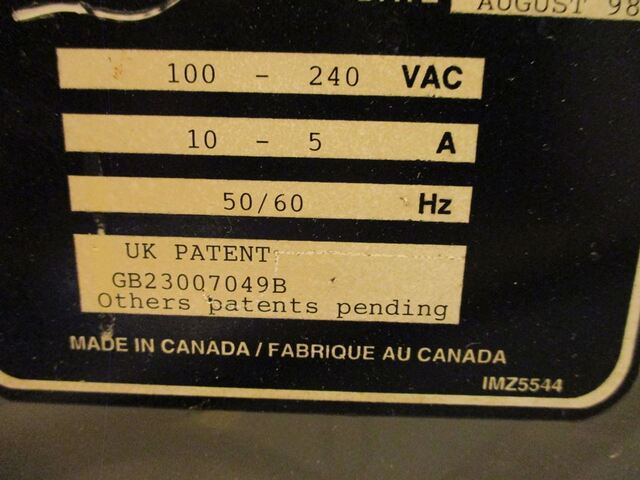 AUGUST 98
100 - 240 VAC
10 - 5 A
50/60 Hz
UK PATENT
GB23007049B
Others patents pending
MADE IN CANADA / FABRIQUE AU CANADA
IMZ5544